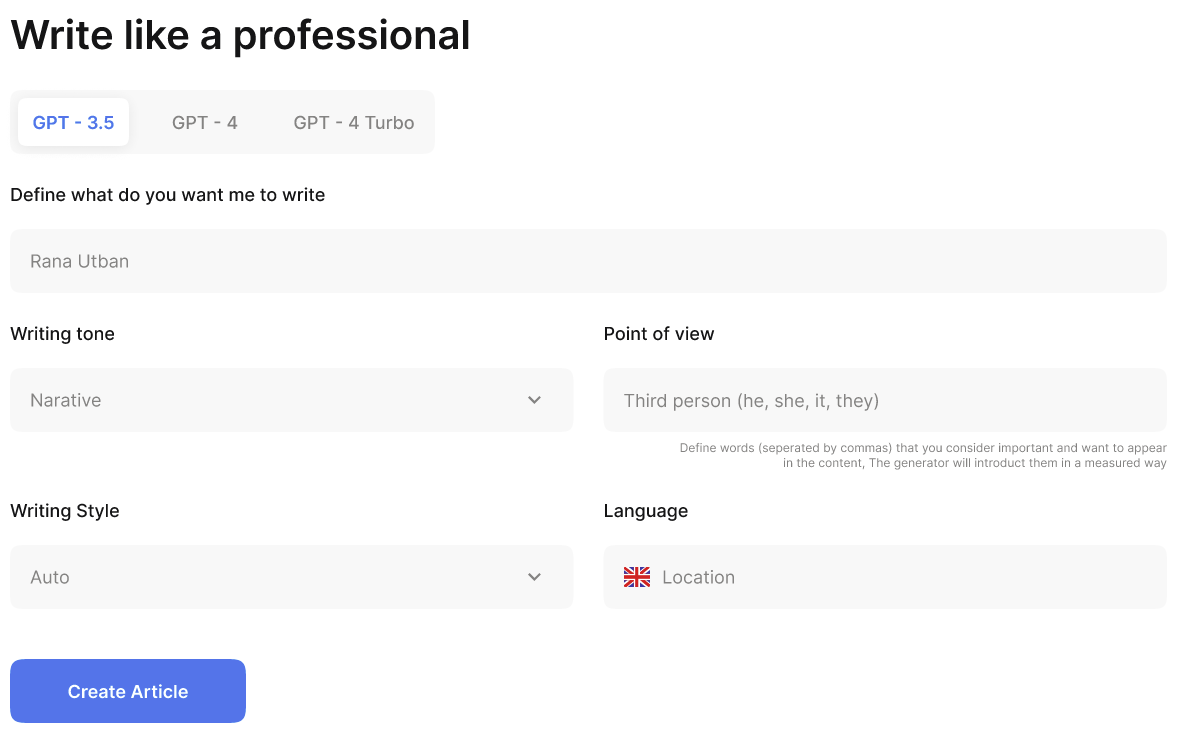 Write like a professional
GPT - 3.5 GPT - 4 GPT - 4 Turbo
Define what do you want me to write
Rana Utban
Writing tone
Narative
Point of view
Third person (he, she, it, they)
Define words (seperated by commas) that you consider important and want to appear
in the content, The generator will introduct them in a measured way
Writing Style
Auto
Language
Location
Create Article